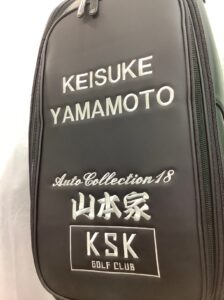 KEISUKE
YAMAMOTO
Auto Collection 18
山本家
KSK
GOLF CLUB